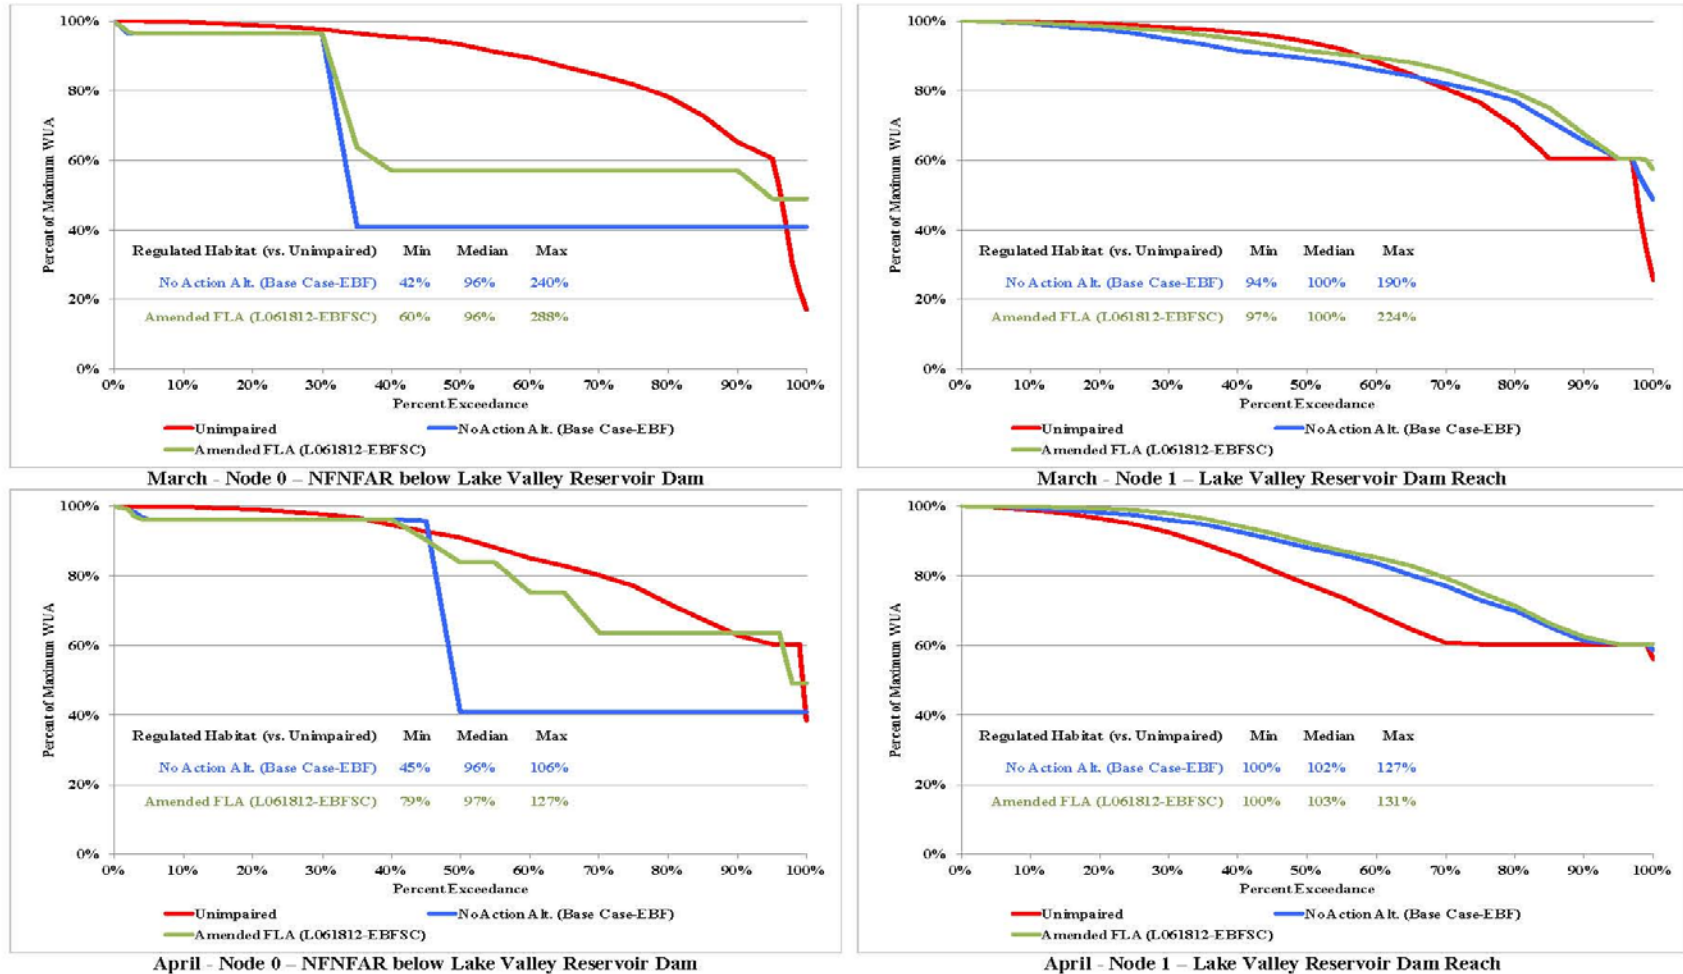 100%
80%
60%
40%
20%
0%
Percent of Maximum WUA
Regulated Habitat (vs. Unimpaired) Min Median Max
No Action Alt. (Base Case-EBF) 42% 96% 240%
Amended FLA (L061812-EBFSC) 60% 96% 288%
0% 10% 20% 30% 40% 50% 60% 70% 80% 90% 100%
Percent Exceedance
Unimpaired No Action Alt. (Base Case-EBF)
Amended FLA (L061812-EBFSC)
March - Node 0 – NFNFAR below Lake Valley Reservoir Dam
100%
80%
60%
40%
20%
0%
Percent of Maximum WUA
Regulated Habitat (vs. Unimpaired) Min Median Max
No Action Alt. (Base Case-EBF) 94% 100% 190%
Amended FLA (L061812-EBFSC) 97% 100% 224%
0% 10% 20% 30% 40% 50% 60% 70% 80% 90% 100%
Percent Exceedance
Unimpaired No Action Alt. (Base Case-EBF)
Amended FLA (L061812-EBFSC)
March - Node 1 – Lake Valley Reservoir Dam Reach
100%
80%
60%
40%
20%
0%
Percent of Maximum WUA
Regulated Habitat (vs. Unimpaired) Min Median Max
No Action Alt. (Base Case-EBF) 45% 96% 106%
Amended FLA (L061812-EBFSC) 79% 97% 127%
0% 10% 20% 30% 40% 50% 60% 70% 80% 90% 100%
Percent Exceedance
Unimpaired No Action Alt. (Base Case-EBF)
Amended FLA (L061812-EBFSC)
April - Node 0 – NFNFAR below Lake Valley Reservoir Dam
100%
80%
60%
40%
20%
0%
Percent of Maximum WUA
Regulated Habitat (vs. Unimpaired) Min Median Max
No Action Alt. (Base Case-EBF) 100% 102% 127%
Amended FLA (L061812-EBFSC) 100% 103% 131%
0% 10% 20% 30% 40% 50% 60% 70% 80% 90% 100%
Percent Exceedance
Unimpaired No Action Alt. (Base Case-EBF)
Amended FLA (L061812-EBFSC)
April - Node 1 – Lake Valley Reservoir Dam Reach